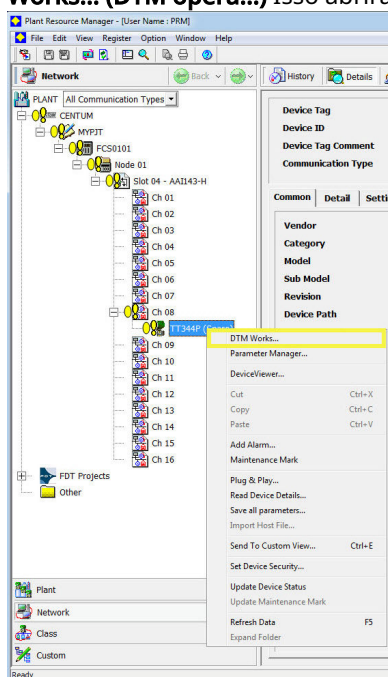 Works... (DTM opera...) Isso abrirá
Plant Resource Manager - [User Name : PRM]
File Edit View Register Option Window Help
Network Back History Details
PLANT All Communication Types
CENTUM
MYPJT
FCS0101
Node 01
Slot 04 - AAI143-H
Ch 01
Ch 02
Ch 03
Ch 04
Ch 05
Ch 06
Ch 07
Ch 08
TT344P
Ch 09
Ch 10
Ch 11
Ch 12
Ch 13
Ch 14
Ch 15
Ch 16
FDT Projects
Other
Device Tag
Device ID
Device Tag Comment
Communication Type
Common Detail Setti
Vendor
Category
Model
Sub Model
Revision
Device Path
DTM Works...
Parameter Manager...
DeviceViewer...
Cut Ctrl+X
Copy Ctrl+C
Paste Ctrl+V
Add Alarm...
Maintenance Mark
Plug & Play...
Read Device Details...
Save all parameters...
Import Host File...
Send To Custom View... Ctrl+E
Set Device Security...
Update Device Status
Update Maintenance Mark
Refresh Data F5
Expand Folder
Plant
Network
Class
Custom
Ready